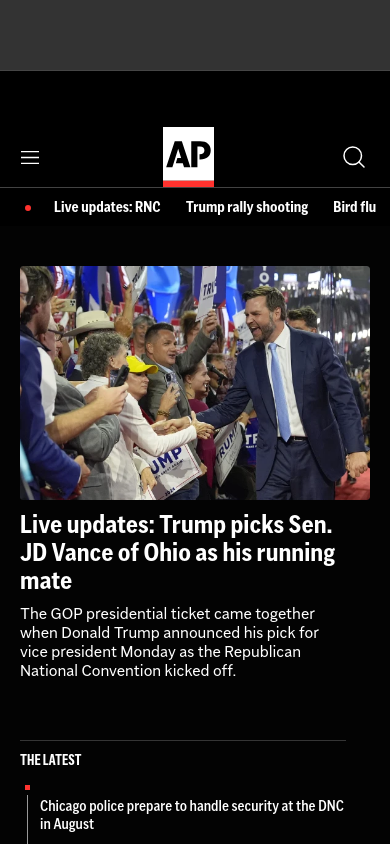 AP
Live updates: RNC Trump rally shooting Bird flu
TRU
UMP
TRUMP
TR
Live updates: Trump picks Sen.
JD Vance of Ohio as his running
mate
The GOP presidential ticket came together
when Donald Trump announced his pick for
vice president Monday as the Republican
National Convention kicked off.
THE LATEST
Chicago police prepare to handle security at the DNC
in August